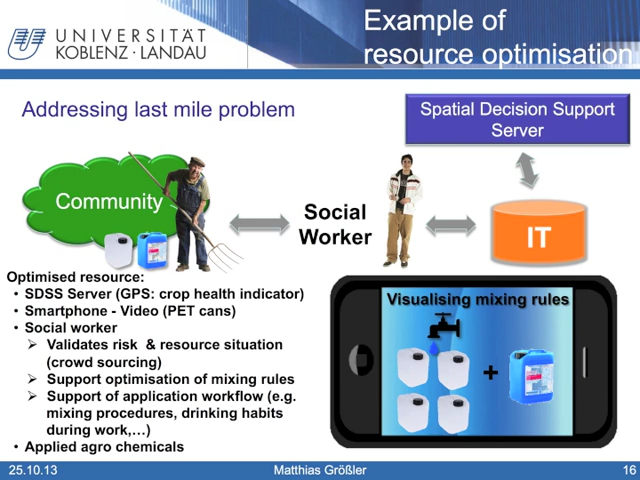 UNIVERSITÄT
KOBLENZ · LANDAU
Example of
resource optimisation
Addressing last mile problem
Spatial Decision Support
Server
Community
Social
Worker
IT
Optimised resource:
• SDSS Server (GPS: crop health indicator)
• Smartphone - Video (PET cans)
• Social worker
➢ Validates risk & resource situation
(crowd sourcing)
➢ Support optimisation of mixing rules
➢ Support of application workflow (e.g.
mixing procedures, drinking habits
during work,…)
• Applied agro chemicals
Visualising mixing rules
+
25.10.13
Matthias Größler
16